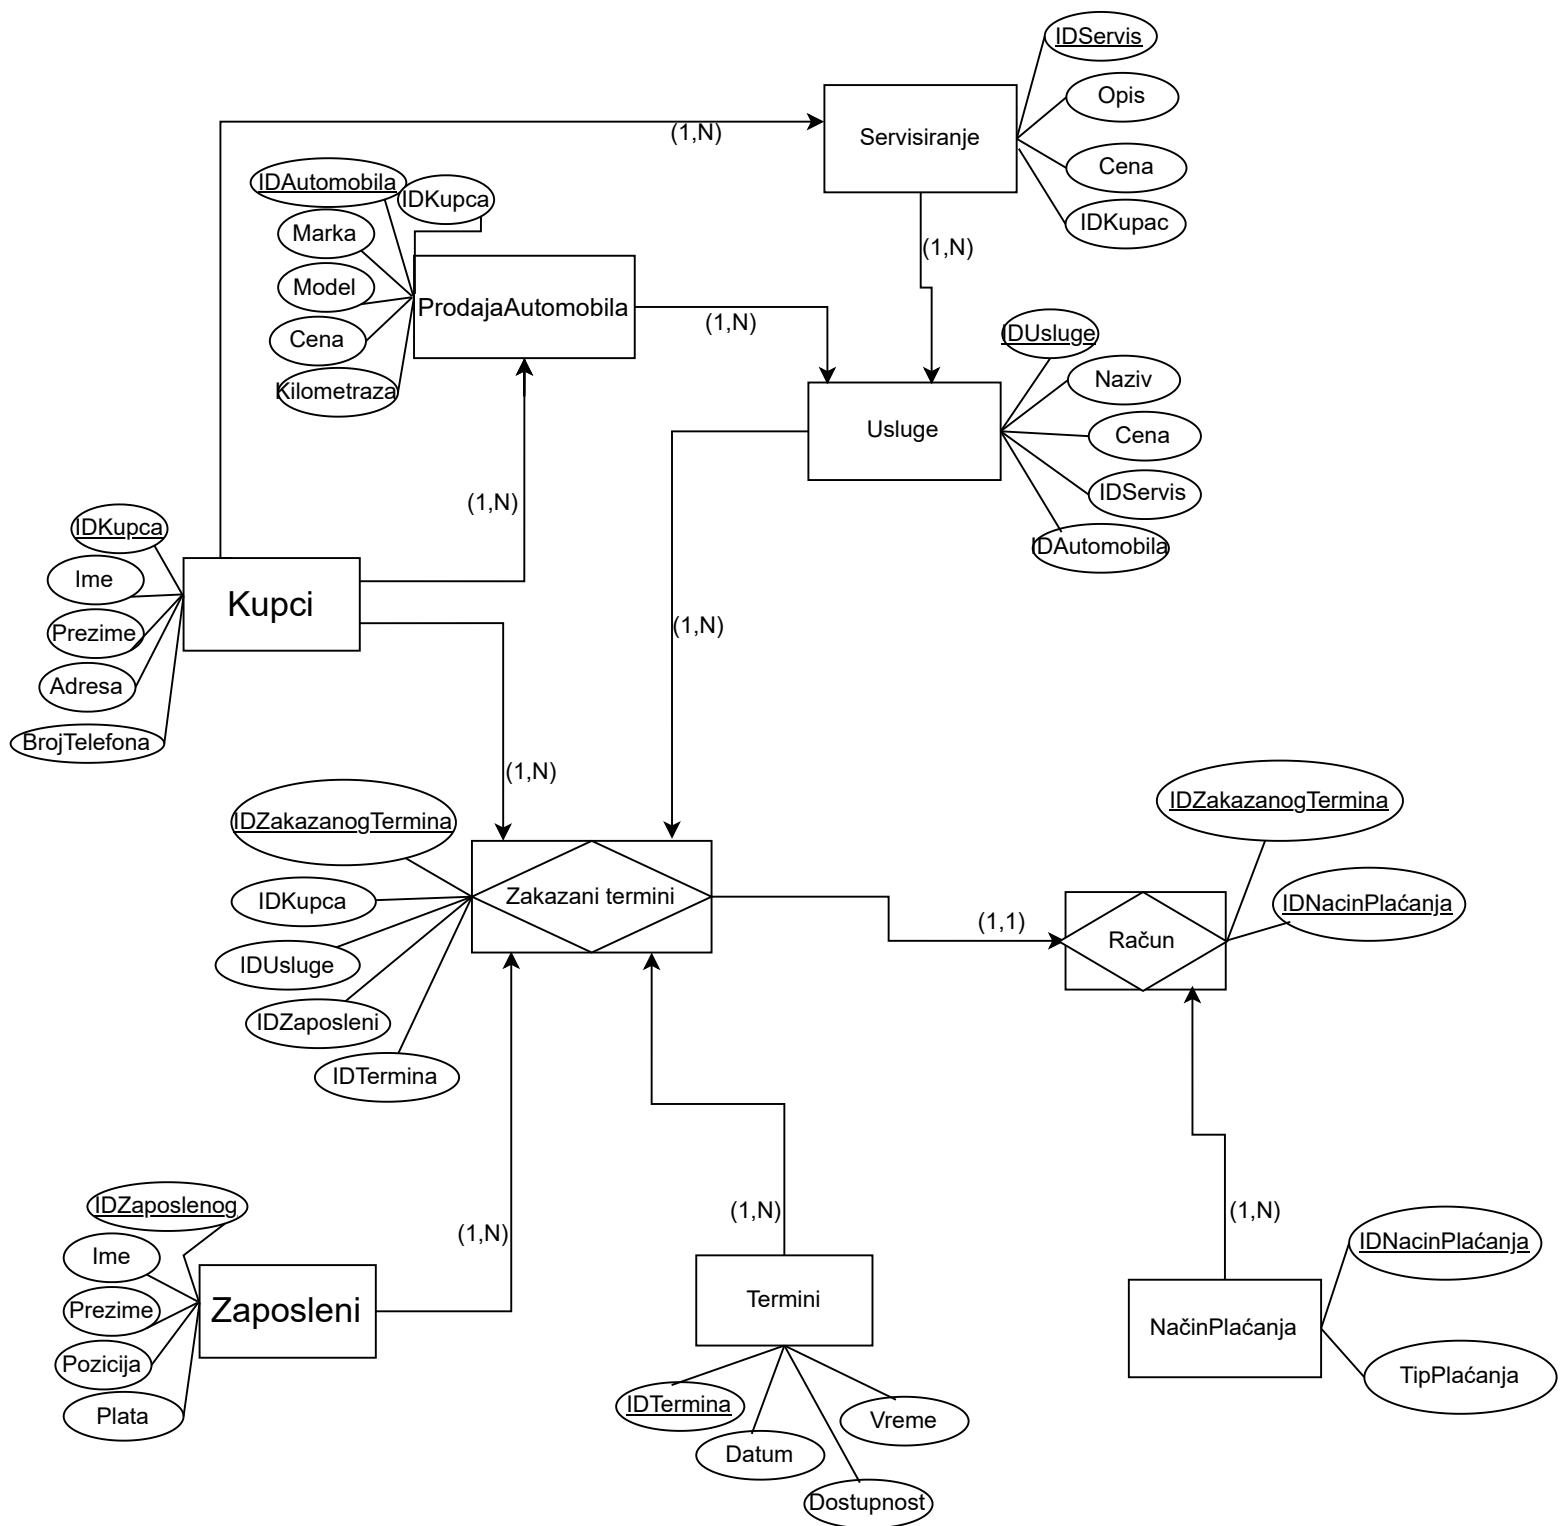 IDServis
Opis
Servisiranje
(1,N)
Cena
IDAutomobila
IDKupca
IDKupac
Marka
(1,N)
Model
ProdajaAutomobila
(1,N)
IDUsluge
Cena
Naziv
Kilometraza
Usluge
Cena
(1,N)
IDServis
IDKupca
IDAutomobila
Ime
Kupci
Prezime
(1,N)
Adresa
BrojTelefona
(1,N)
IDZakazanogTermina
IDZakazanogTermina
IDKupca
Zakazani termini
IDNacinPlaćanja
(1,1)
Račun
IDUsluge
IDZaposleni
IDTermina
IDZaposlenog
(1,N)
(1,N)
(1,N)
Ime
IDNacinPlaćanja
Prezime
Zaposleni
Termini
NačinPlaćanja
Pozicija
TipPlaćanja
Plata
IDTermina
Vreme
Datum
Dostupnost